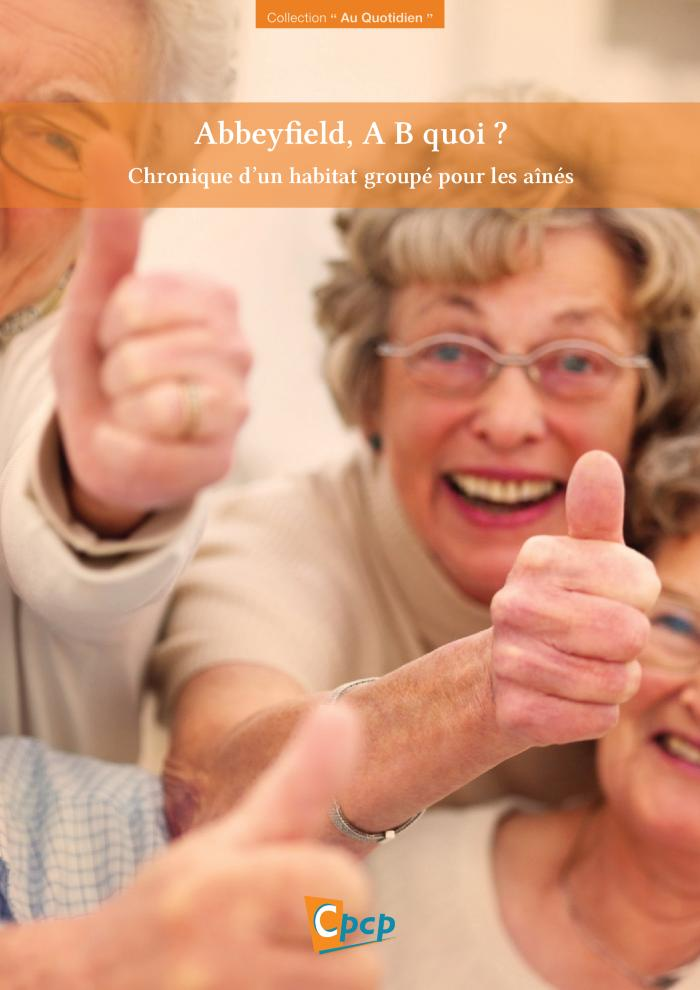 Collection “ Au Quotidien ”
Abbeyfield, A B quoi ?
Chronique d’un habitat groupé pour les aînés
Cpcp